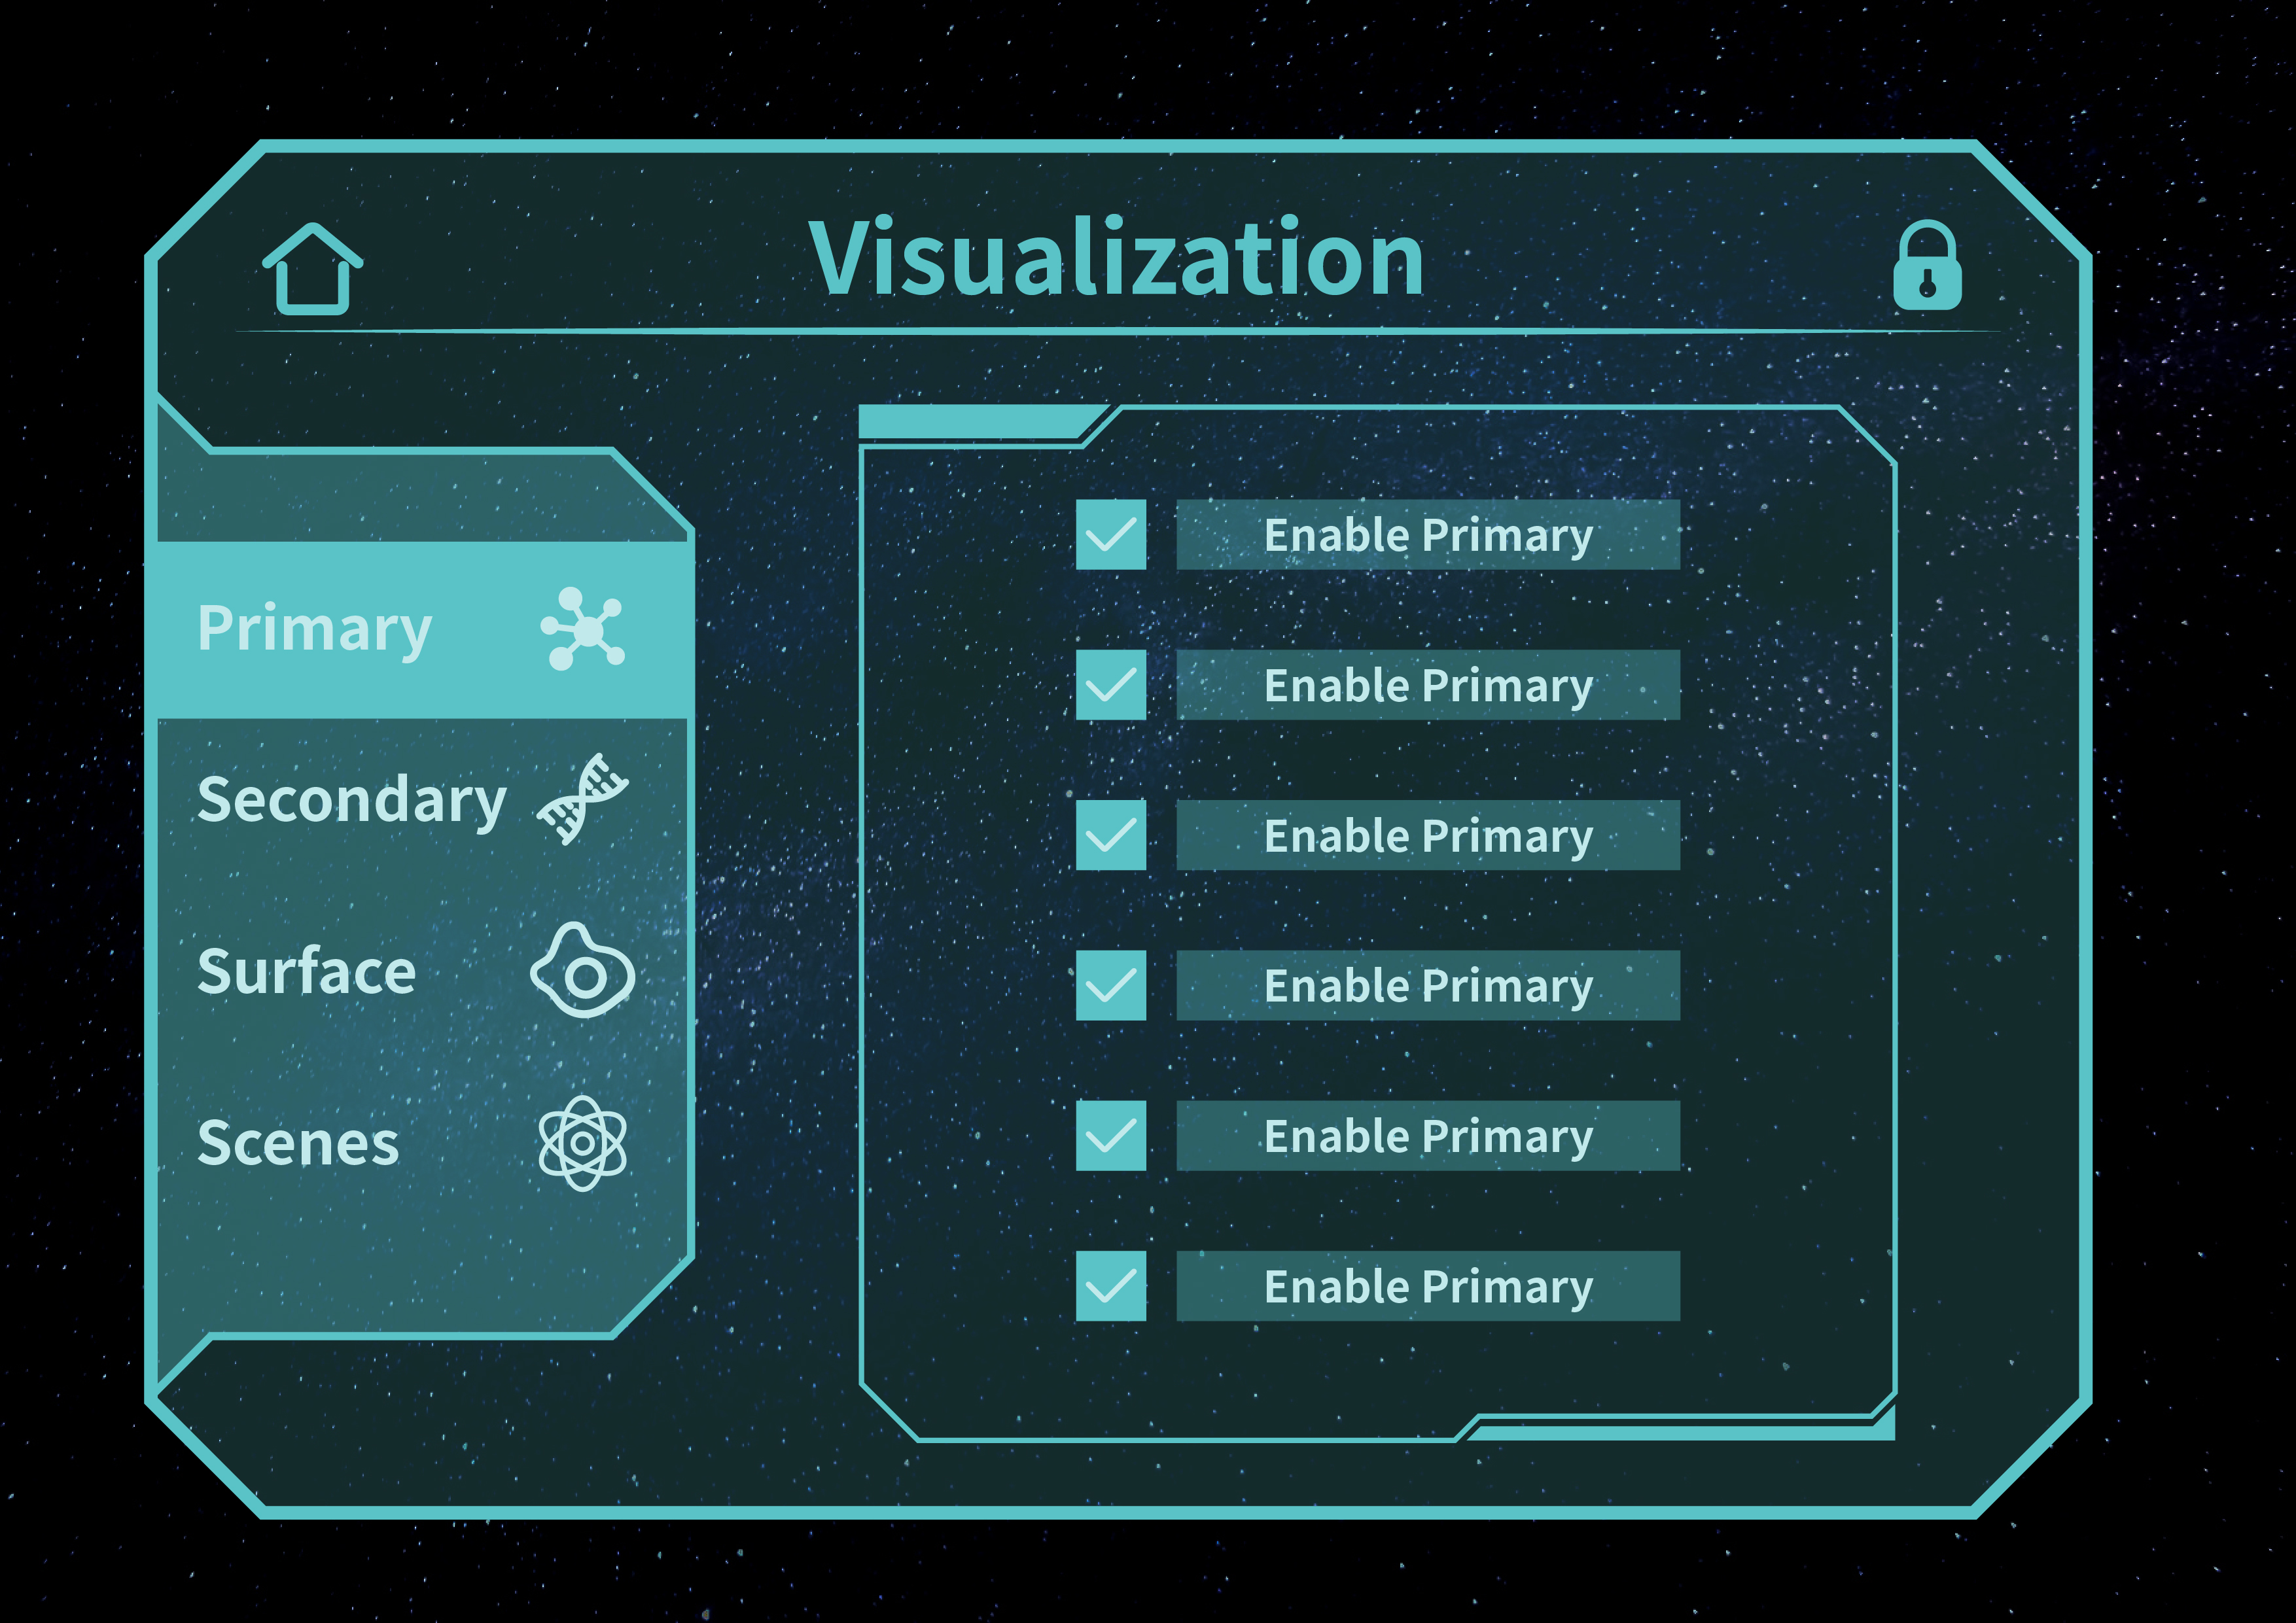 Visualization
Primary
Secondary
Surface
Scenes
Enable Primary
Enable Primary
Enable Primary
Enable Primary
Enable Primary
Enable Primary